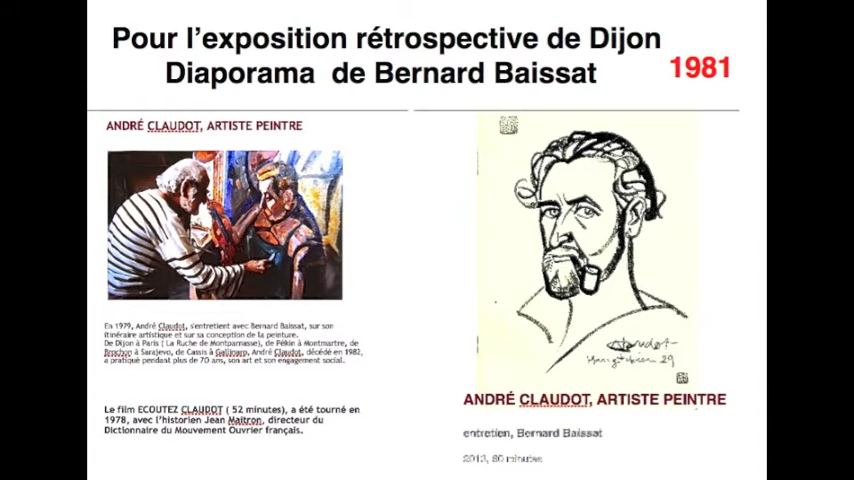 Pour l'exposition rétrospective de Dijon
Diaporama de Bernard Baissat
1981
ANDRÉ CLAUDOT, ARTISTE PEINTRE
En 1979, André Claudot, s'entretient avec Bernard Baissat, sur son
itinéraire artistique et sur sa conception de la peinture.
De Dijon à Paris ( La Ruche de Montparnasse), de Pékin à Montmartre, de
Brochon à Sarajevo, de Cassis à André Claudot, décédé en 1982,
a pratiqué pendant plus de 70 ans, son art et son engagement social.
Le film ECOUTEZ CLAUDOT ( 52 minutes), a été tourné en
1978, avec l'historien Jean Maitron, directeur du
Dictionnaire du Mouvement Ouvrier français.
Claudot
29
ANDRÉ CLAUDOT, ARTISTE PEINTRE
entretien, Bernard Baissat
2013, 60 minutes